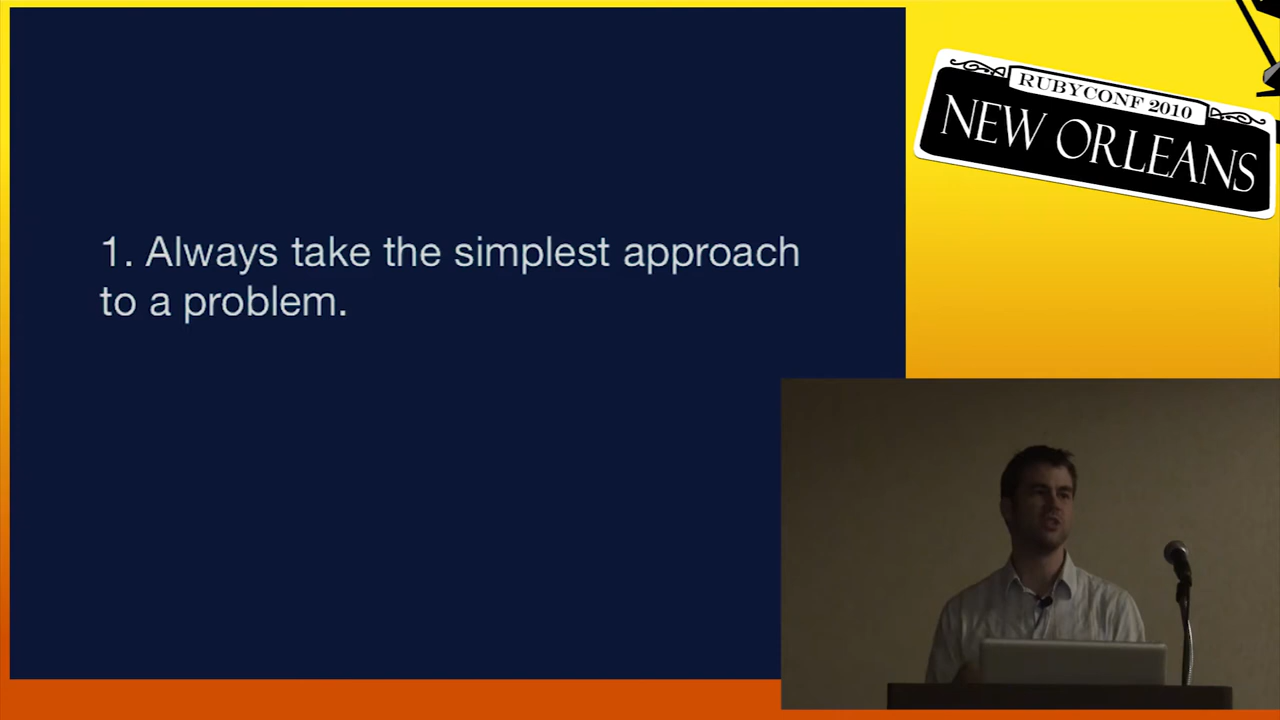 1. Always take the simplest approach
to a problem.
RUBYCONF 2010
NEW ORLEANS